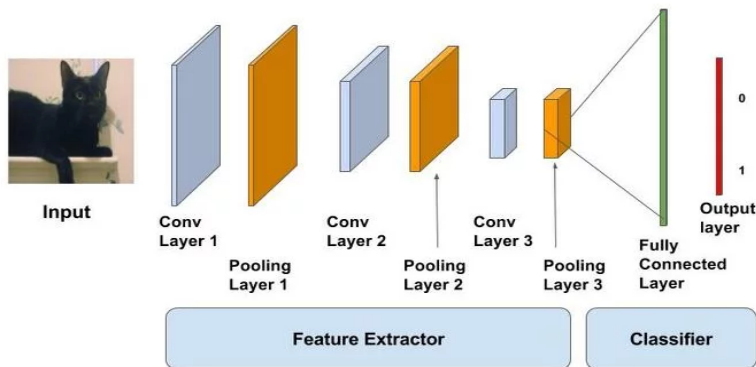 Input
Conv
Layer 1
Pooling
Layer 1
Conv
Layer 2
Pooling
Layer 2
Conv
Layer 3
Pooling
Layer 3
Fully
Connected
Layer
0
1
Output
layer
Feature Extractor
Classifier